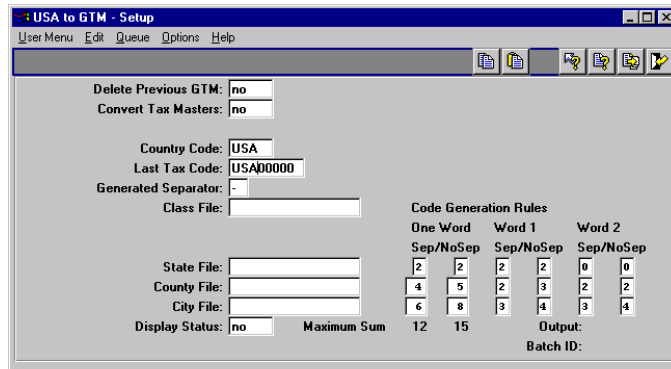 USA to GTM - Setup
User Menu Edit Queue Options Help
Delete Previous GTM: no
Convert Tax Masters: no
Country Code: USA
Last Tax Code: USA00000
Generated Separator: -
Class File: Code Generation Rules
One Word Word 1 Word 2
Sep/NoSep Sep/NoSep Sep/NoSep
State File: 2 2 2 2 0 0
County File: 4 5 2 3 2 2
City File: 6 8 3 4 3 4
Display Status: no Maximum Sum 12 15 Output:
Batch ID: